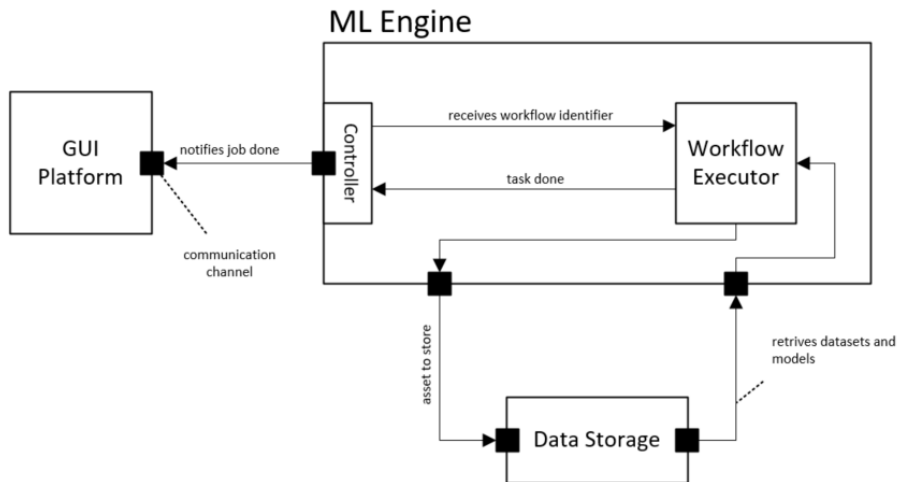 ML Engine
GUI
Platform
notifies job done
Controller
receives workflow identifier
task done
Workflow
Executor
communication
channel
asset to store
retrives datasets and
models
Data Storage